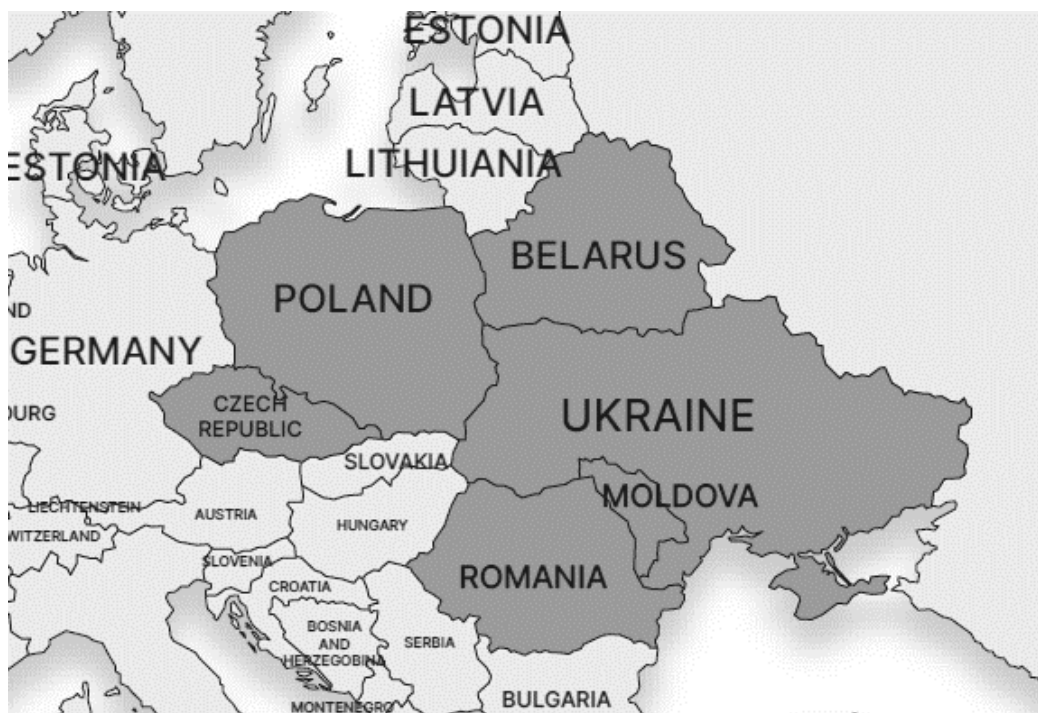 ESTONIA
LATVIA
ESTONIA
LITHUIANIA
BELARUS
POLAND
ND
GERMANY
CZECH
REPUBLIC
OURG
UKRAINE
SLOVAKIA
MOLDOVA
LIECHTENSTEIN
AUSTRIA
HUNGARY
WITZERLAND
SLOVENIA
ROMANIA
CROATIA
BOSNIA
AND
HERZEGOBINA
SERBIA
MONTENEGRO
BULGARIA